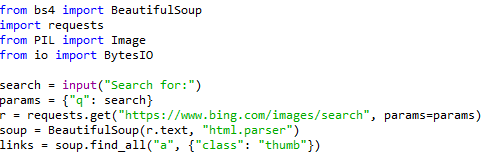 from bs4 import BeautifulSoup
import requests
from PIL import Image
from io import BytesIO
search = input("Search for:")
params = {"q": search}
r = requests.get("https://www.bing.com/images/search", params=params)
soup = BeautifulSoup(r.text, "html.parser")
links = soup.find_all("a", {"class": "thumb"})